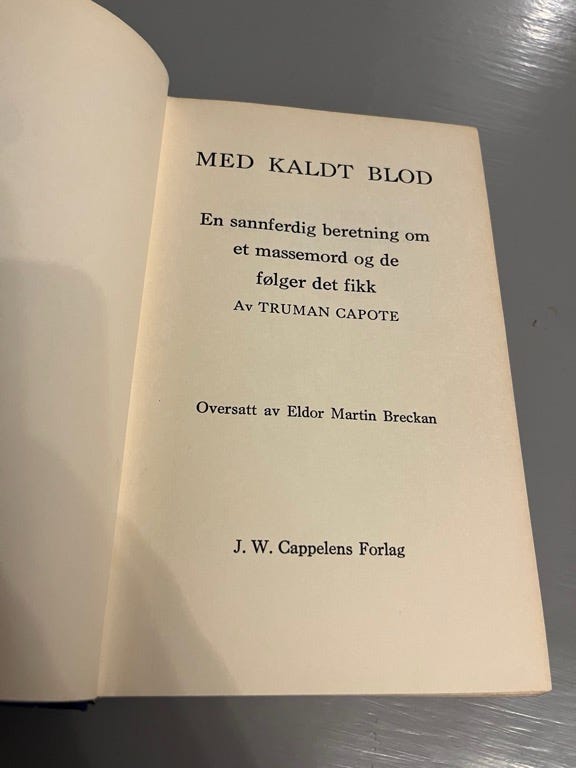 MED KALDT BLOD
En sannferdig beretning om
et massemord og de
følger det fikk
Av TRUMAN CAPOTE
Oversatt av Eldor Martin Breckan
J. W. Cappelens Forlag